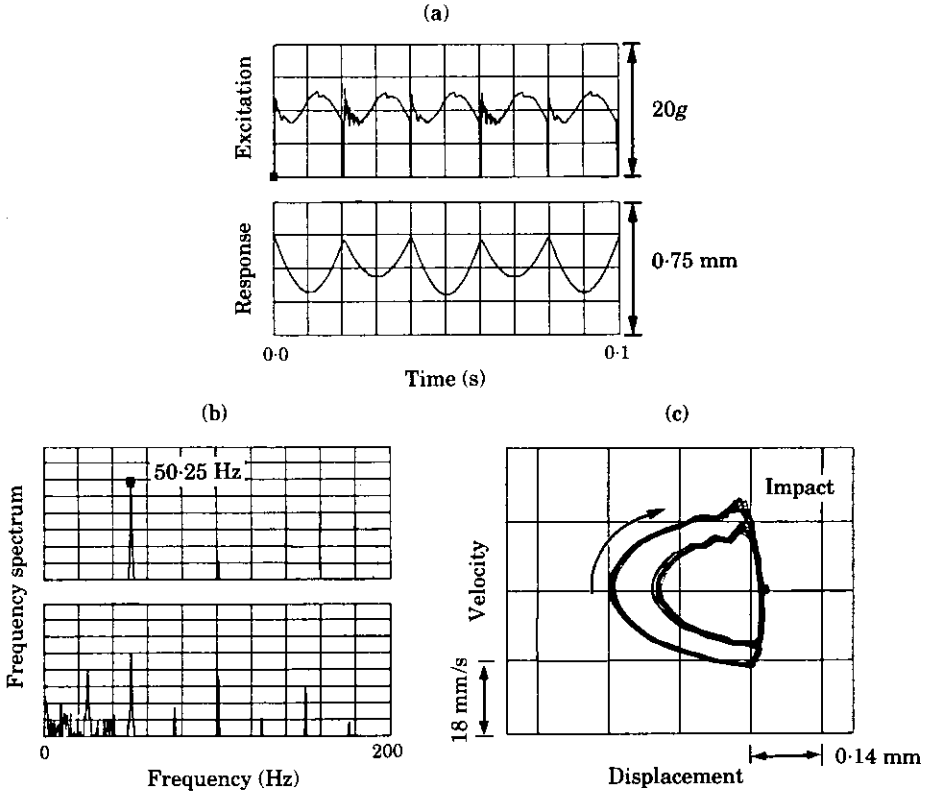 (a)
Excitation
20g
Response
0·75 mm
0·0
0·1
Time (s)
(b)
(c)
50·25 Hz
Frequency spectrum
0
200
Frequency (Hz)
Impact
Velocity
18 mm/s
0·14 mm
Displacement